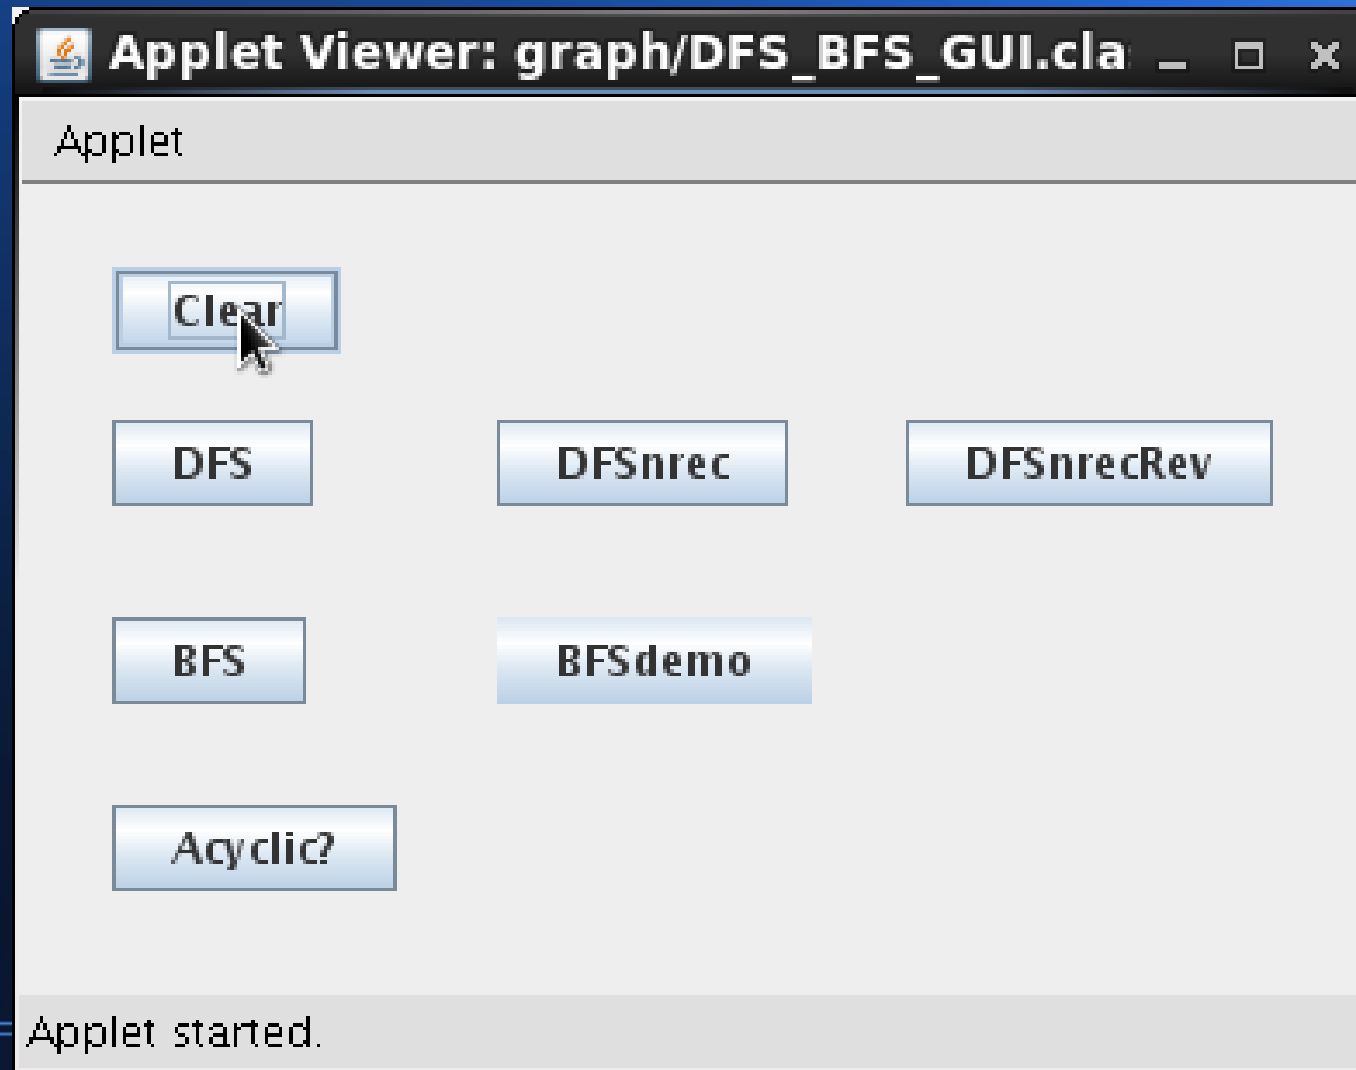 Applet Viewer: graph/DFS_BFS_GUI.cla
Applet
Clear
DFS DFSnrec DFSnrecRev
BFS BFSdemo
Acyclic?
Applet started.